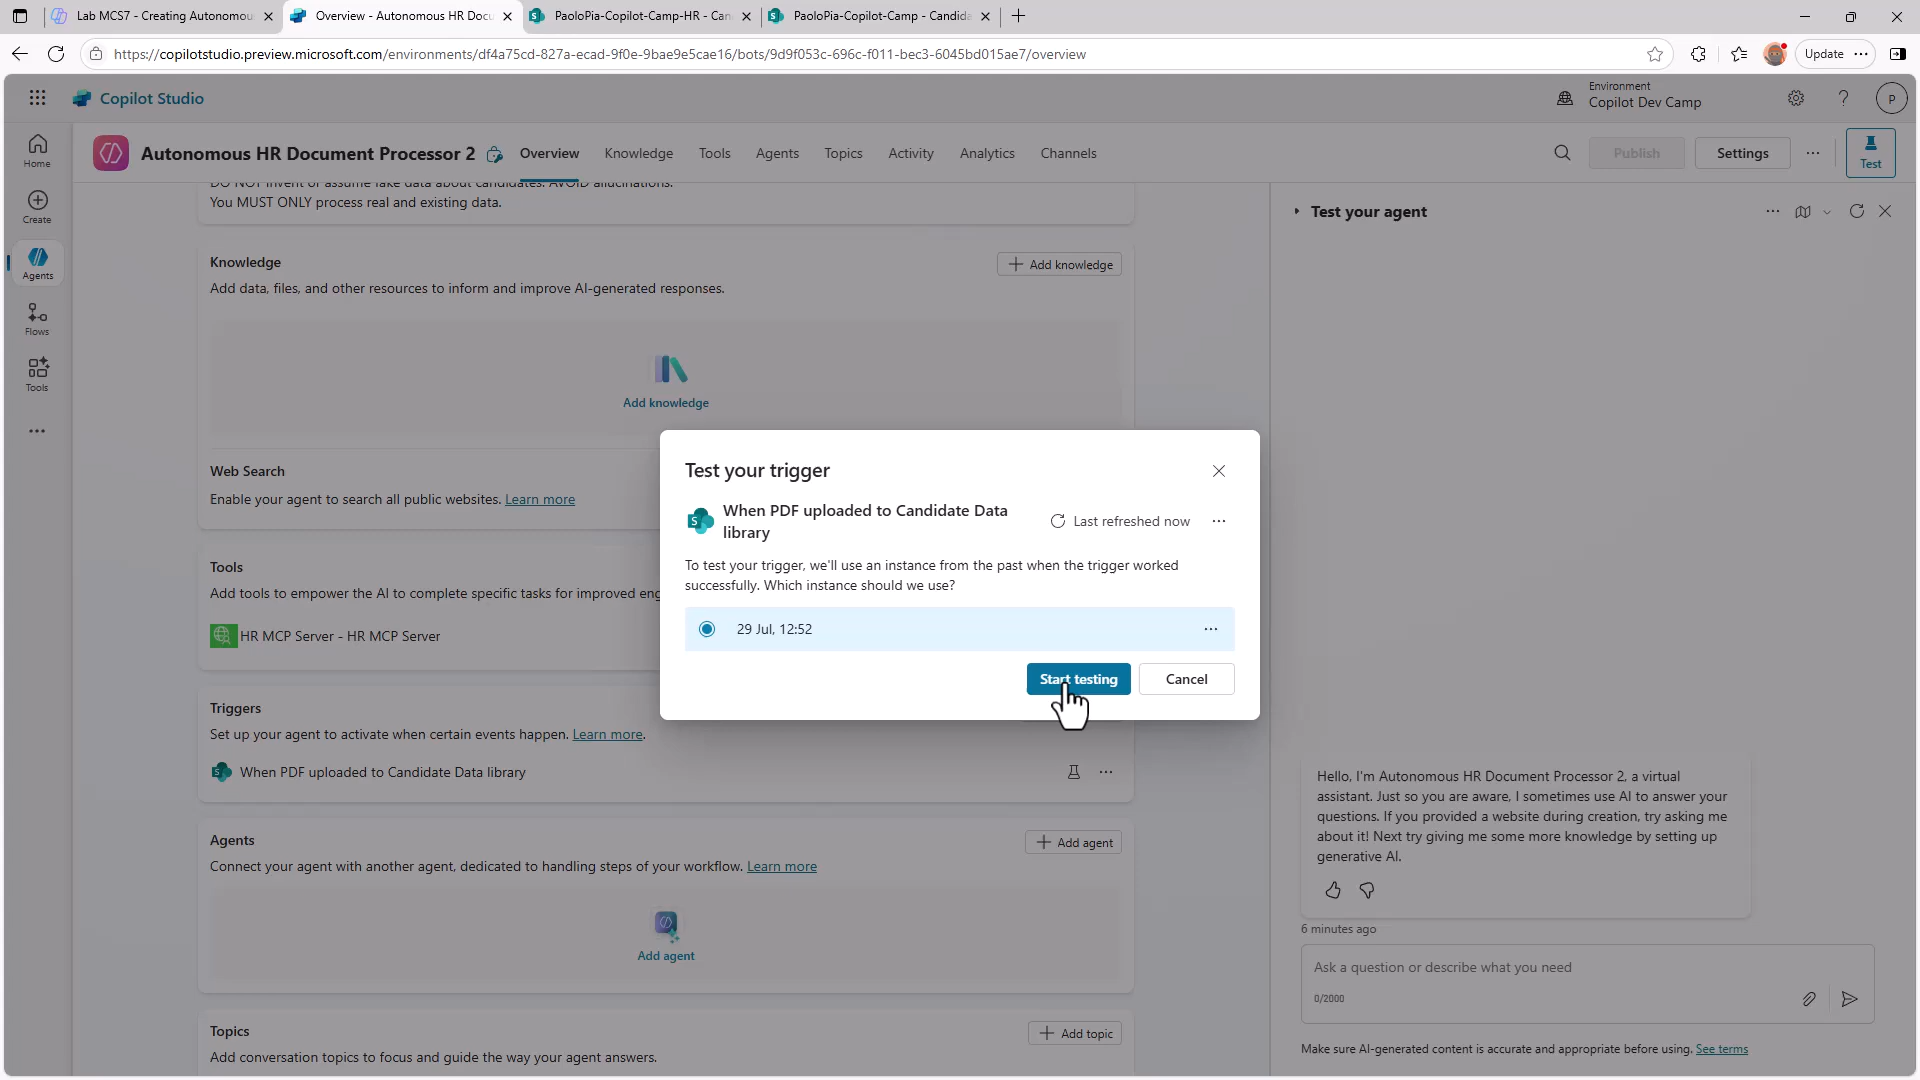 Lab MCS7 - Creating Autonomou
Overview - Autonomous HR Docu
PaoloPia-Copilot-Camp-HR - Can
PaoloPia-Copilot-Camp - Candida
https://copilotstudio.preview.microsoft.com/environments/df4a75cd-827a-ecad-9f0e-9bae9e5cae16/bots/9d9f053c-696c-f011-bec3-6045bd015ae7/overview
Update
Copilot Studio
Environment
Copilot Dev Camp
P
Autonomous HR Document Processor 2
Overview
Knowledge
Tools
Agents
Topics
Activity
Analytics
Channels
Publish
Settings
Test
Home
Create
Agents
Flows
Tools
DO NOT invent or assume fake data about candidates. AVOID allucinations.
You MUST ONLY process real and existing data.
Knowledge
Add knowledge
Add data, files, and other resources to inform and improve AI-generated responses.
Add knowledge
Web Search
Enable your agent to search all public websites. Learn more
Tools
Add tools to empower the AI to complete specific tasks for improved eng
HR MCP Server - HR MCP Server
Triggers
Set up your agent to activate when certain events happen. Learn more.
When PDF uploaded to Candidate Data library
Agents
Add agent
Connect your agent with another agent, dedicated to handling steps of your workflow. Learn more
Add agent
Topics
Add topic
Add conversation topics to focus and guide the way your agent answers.
Test your trigger
When PDF uploaded to Candidate Data
library
Last refreshed now
To test your trigger, we'll use an instance from the past when the trigger worked
successfully. Which instance should we use?
29 Jul, 12:52
Start testing
Cancel
Test your agent
Hello, I'm Autonomous HR Document Processor 2, a virtual
assistant. Just so you are aware, I sometimes use AI to answer your
questions. If you provided a website during creation, try asking me
about it! Next try giving me some more knowledge by setting up
generative AI.
6 minutes ago
Ask a question or describe what you need
0/2000
Make sure AI-generated content is accurate and appropriate before using. See terms